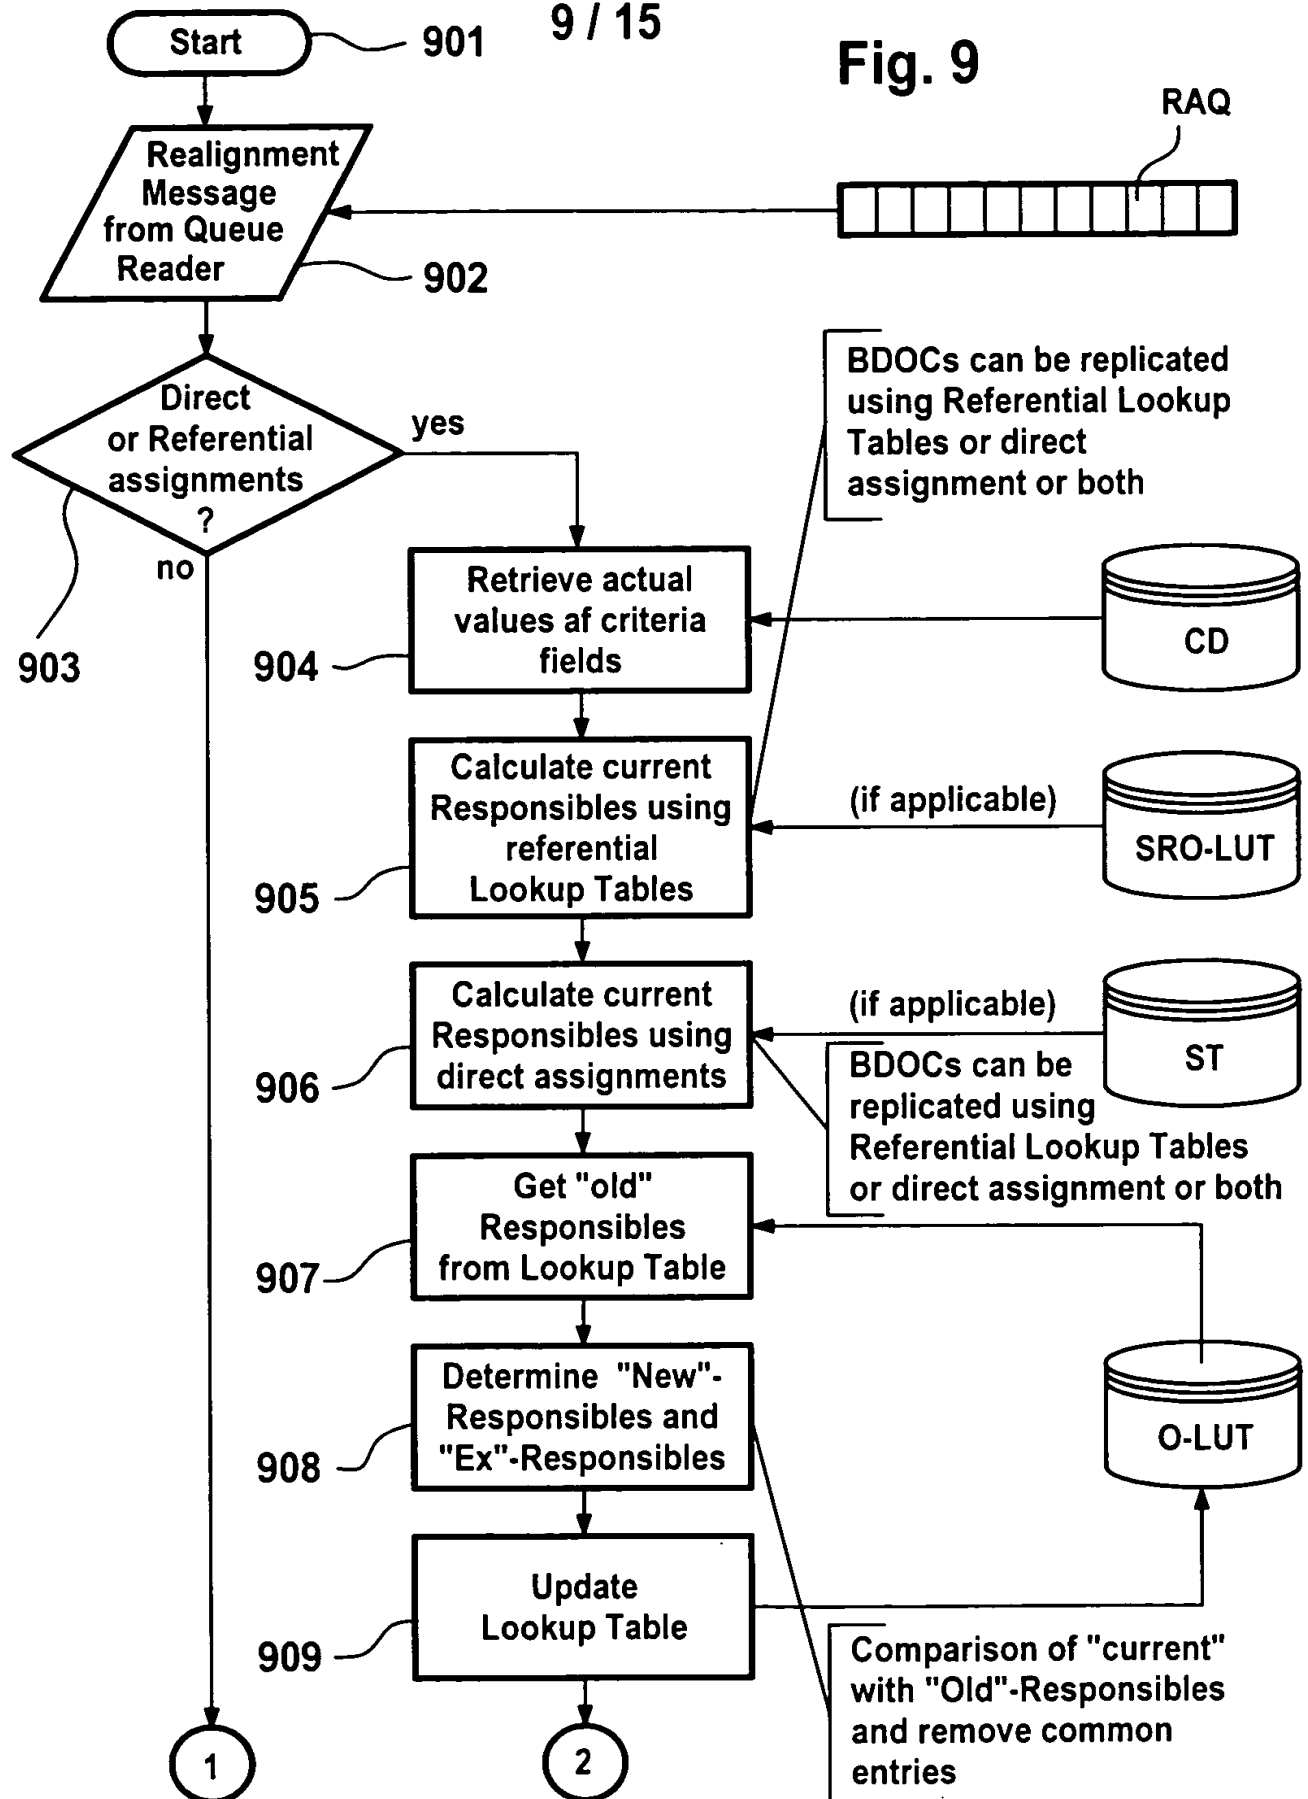 9 / 15
Fig. 9
Start
901
RAQ
Realignment
Message
from Queue
Reader
902
Direct
or Referential
assignments
?
yes
no
903
BDOCs can be replicated
using Referential Lookup
Tables or direct
assignment or both
Retrieve actual
values af criteria
fields
904
CD
Calculate current
Responsibles using
referential
Lookup Tables
905
(if applicable)
SRO-LUT
Calculate current
Responsibles using
direct assignments
906
(if applicable)
ST
BDOCs can be
replicated using
Referential Lookup Tables
or direct assignment or both
Get "old"
Responsibles
from Lookup Table
907
Determine "New"-
Responsibles and
"Ex"-Responsibles
908
O-LUT
Update
Lookup Table
909
Comparison of "current"
with "Old"-Responsibles
and remove common
entries
1
2